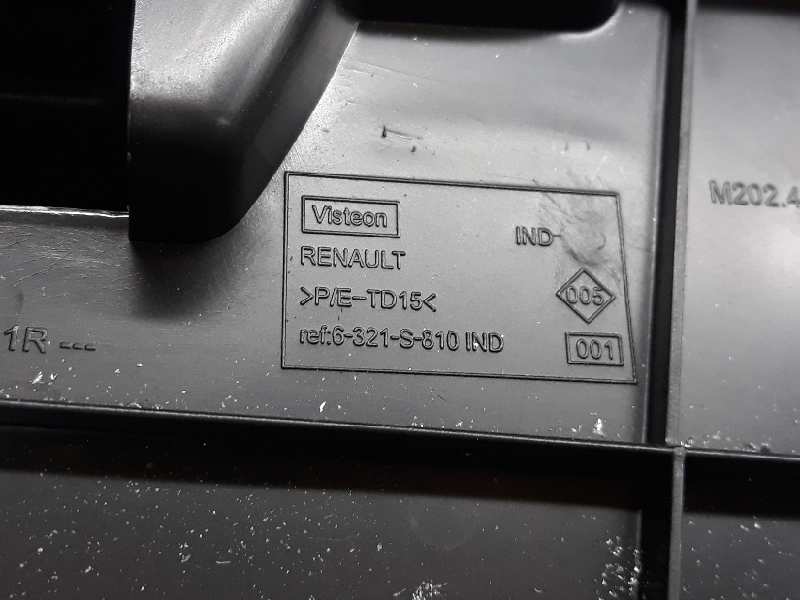 Visteon
IND-
RENAULT
>P/E-TD15<
005
ref:6-321-S-810 IND
001
M202.4
1R ---